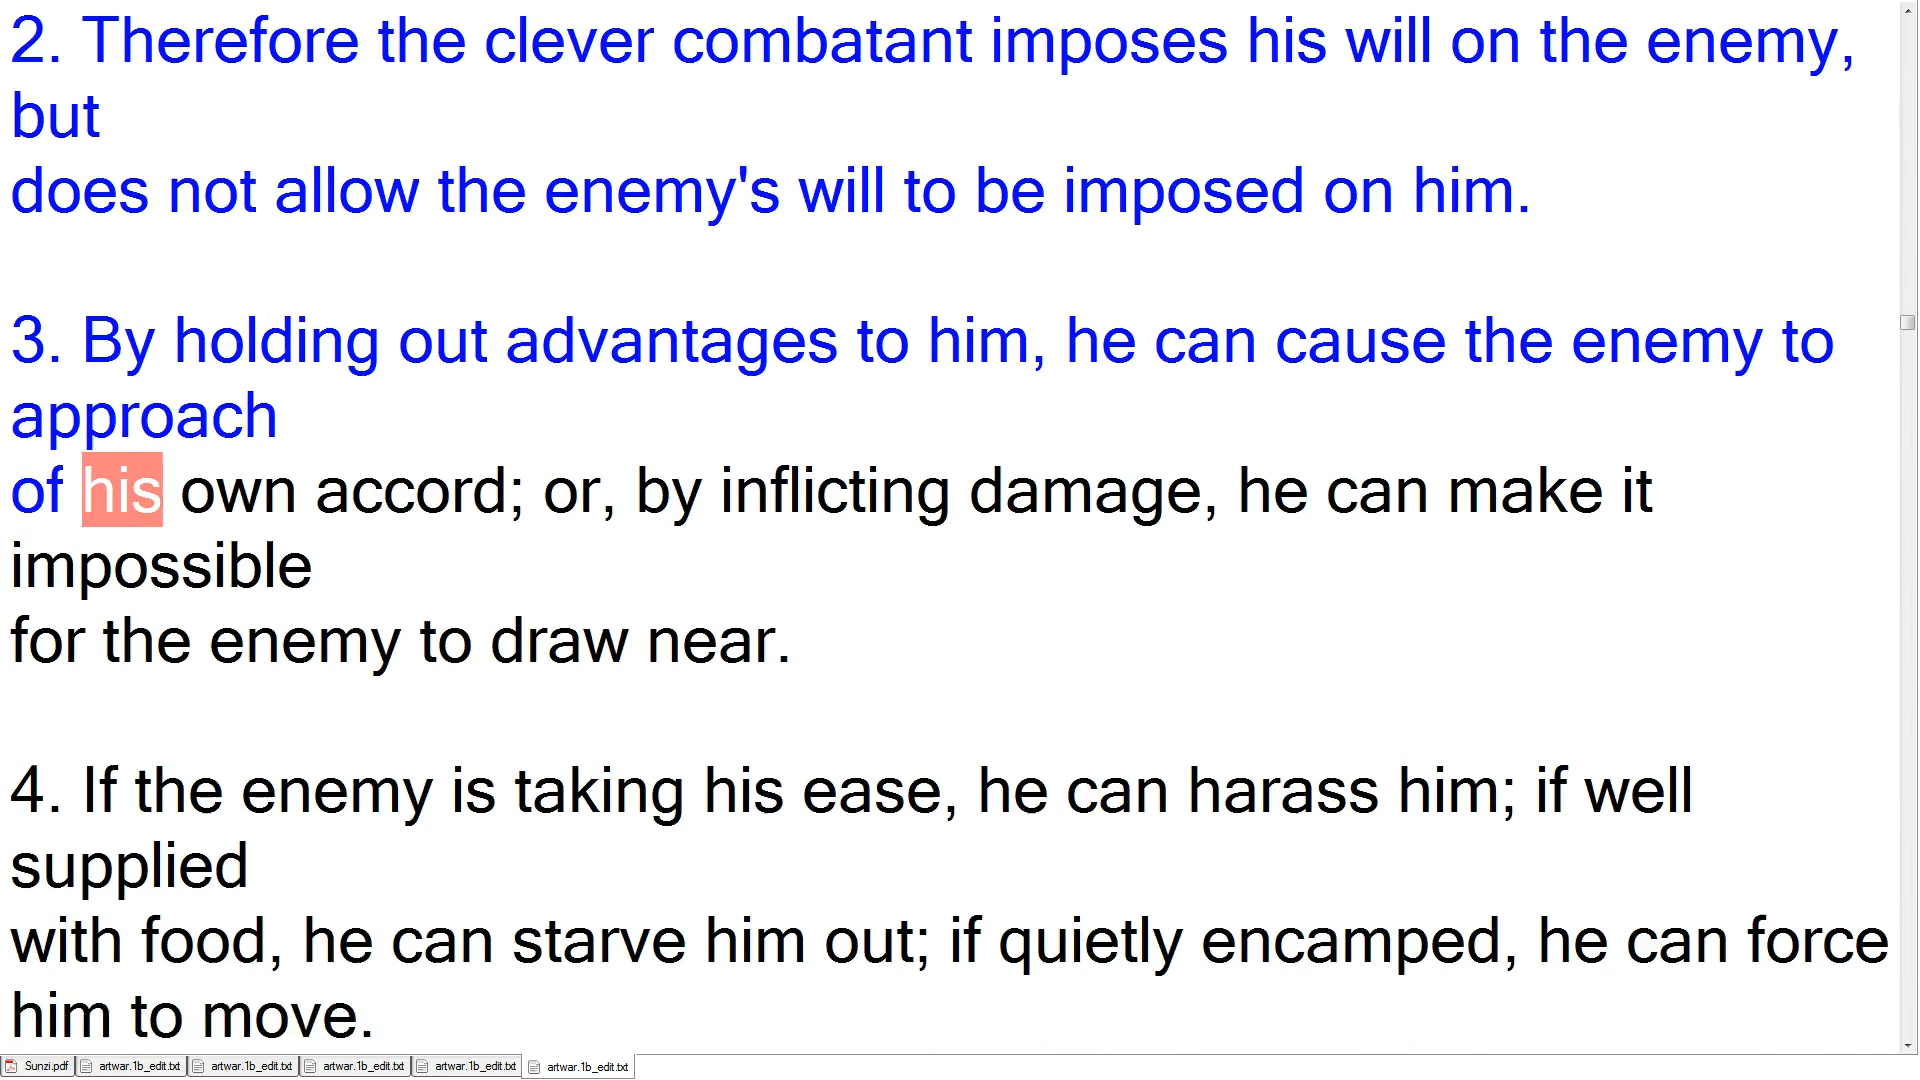 2. Therefore the clever combatant imposes his will on the enemy,
but
does not allow the enemy's will to be imposed on him.
3. By holding out advantages to him, he can cause the enemy to
approach
of his own accord; or, by inflicting damage, he can make it
impossible
for the enemy to draw near.
4. If the enemy is taking his ease, he can harass him; if well
supplied
with food, he can starve him out; if quietly encamped, he can force
him to move.
Sunzi.pdf artwar.1b_edit.txt artwar.1b_edit.txt artwar.1b_edit.txt artwar.1b_edit.txt artwar.1b_edit.txt